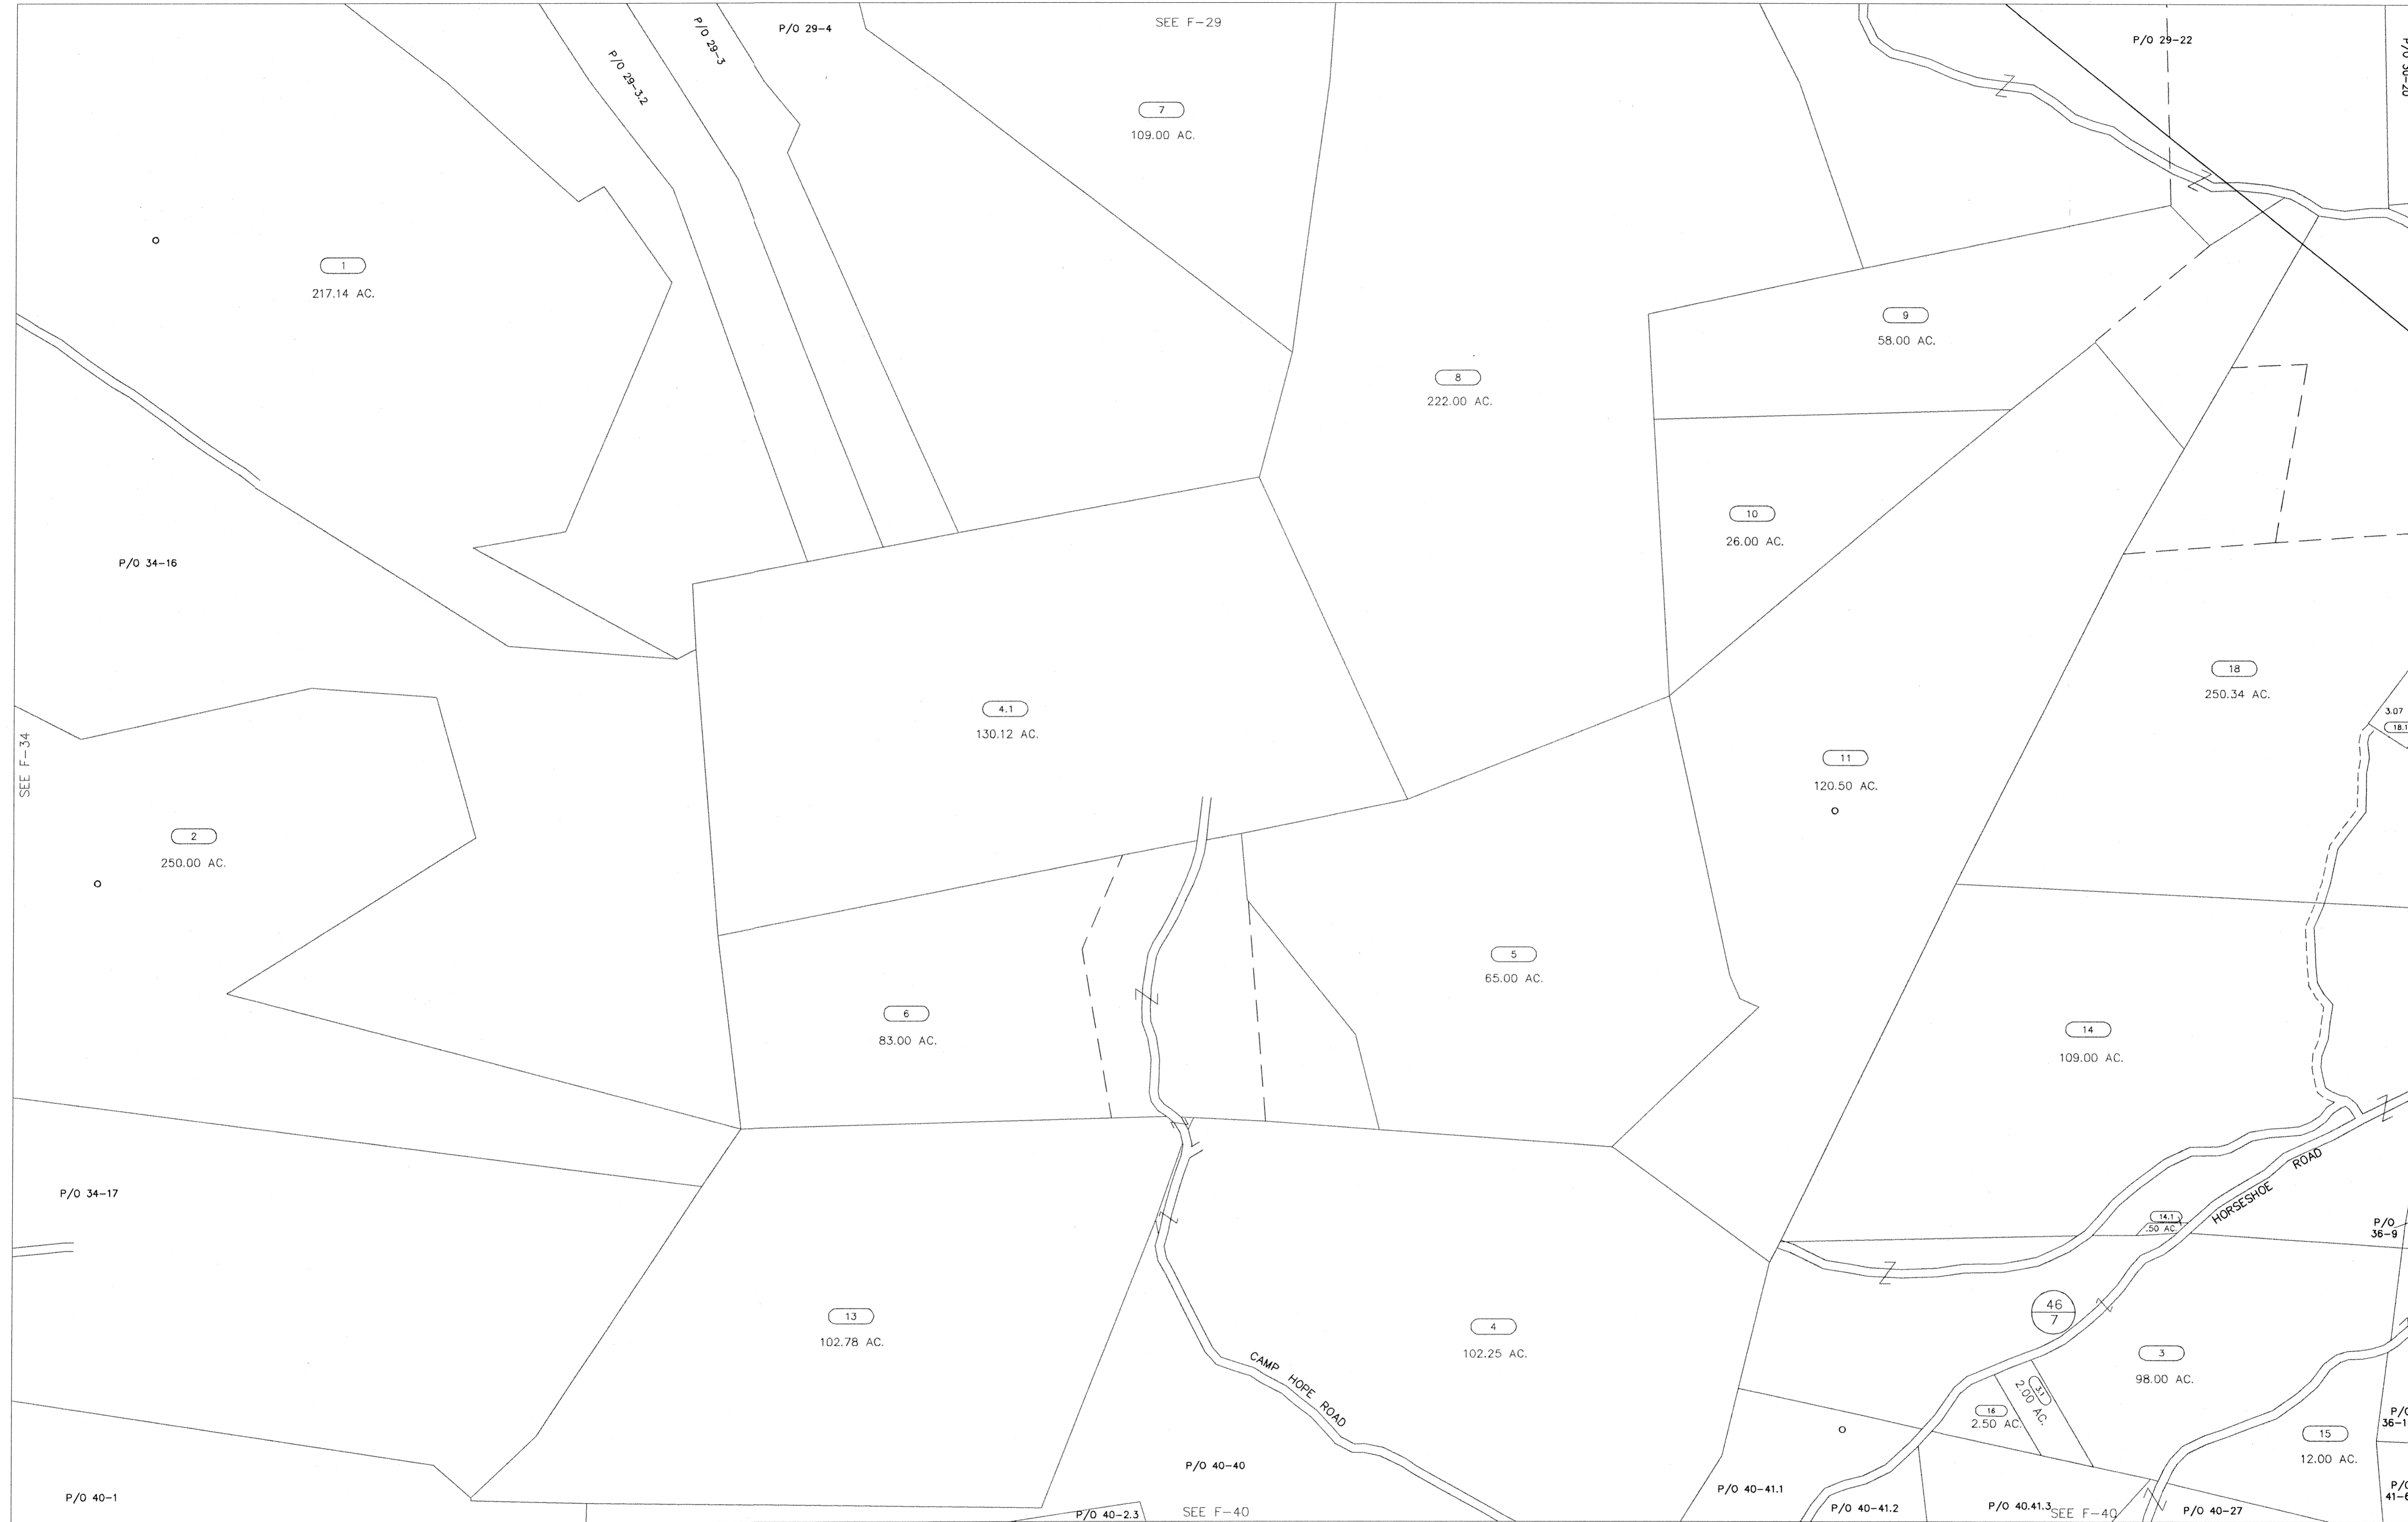 SEE F-29
P/O 29-4
P/O 29-3
P/O 29-3.2
P/O 29-22
7
109.00 AC.
1
217.14 AC.
9
58.00 AC.
8
222.00 AC.
10
26.00 AC.
P/O 34-16
18
250.34 AC.
3.07
18.1
4.1
130.12 AC.
SEE F-34
11
120.50 AC.
2
250.00 AC.
5
65.00 AC.
6
83.00 AC.
14
109.00 AC.
P/O 34-17
HORSESHOE ROAD
14.1
.50 AC.
P/O
36-9
46
7
13
102.78 AC.
4
102.25 AC.
3
98.00 AC.
CAMP HOPE ROAD
3.1
2.00 AC.
16
2.50 AC.
15
12.00 AC.
P/O 40-40
P/O 40-1
P/O 40-41.1
P/O 40-41.2
P/O 40.41.3
SEE F-40
P/O 40-27
P/O 40-2.3
SEE F-40